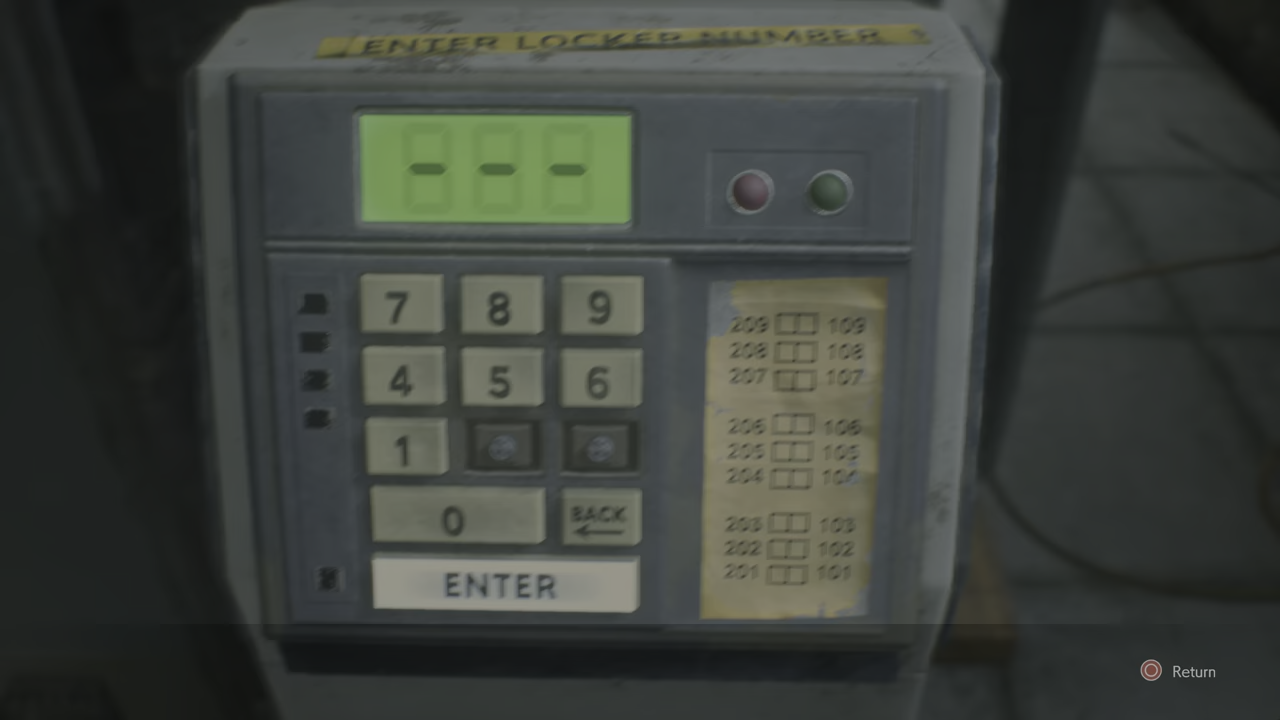 ENTER LOCKER NUMBER
- - -
7 8 9
4 5 6
1
0 BACK
ENTER
209 109
208 108
207 107
206 106
205 105
204 104
203 103
202 102
201 101
Return